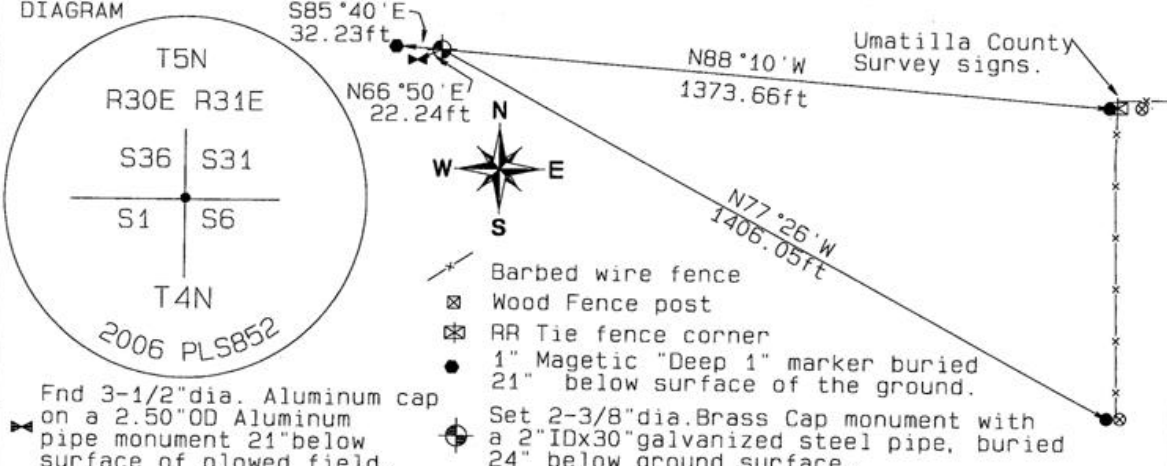 DIAGRAM
S85°40'E
32.23ft
N66°50'E
22.24ft
N88°10'W
1373.66ft
Umatilla County
Survey signs.
T5N
R30E R31E
S36 S31
S1 S6
T4N
2006 PLS852
N
W E
S
N77°26'W
1406.05ft
Barbed wire fence
Wood Fence post
RR Tie fence corner
1" Magetic "Deep 1" marker buried
21" below surface of the ground.
Fnd 3-1/2"dia. Aluminum cap
on a 2.50"OD Aluminum
pipe monument 21"below
surface of plowed field.
Set 2-3/8"dia.Brass Cap monument with
a 2"IDx30"galvanized steel pipe, buried
24" below ground surface.